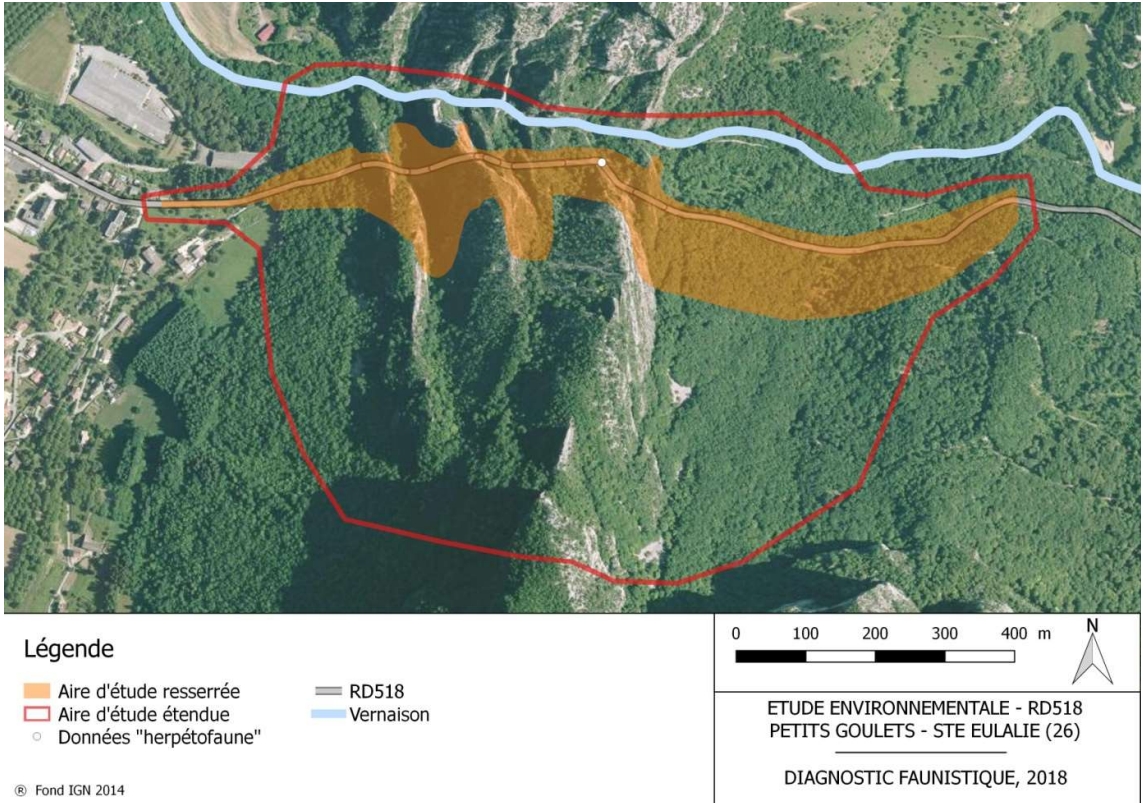 Légende
Aire d'étude resserrée
Aire d'étude étendue
Données "herpétofaune"
RD518
Vernaison
® Fond IGN 2014
0 100 200 300 400 m
N
ETUDE ENVIRONNEMENTALE - RD518
PETITS GOULETS - STE EULALIE (26)
DIAGNOSTIC FAUNISTIQUE, 2018